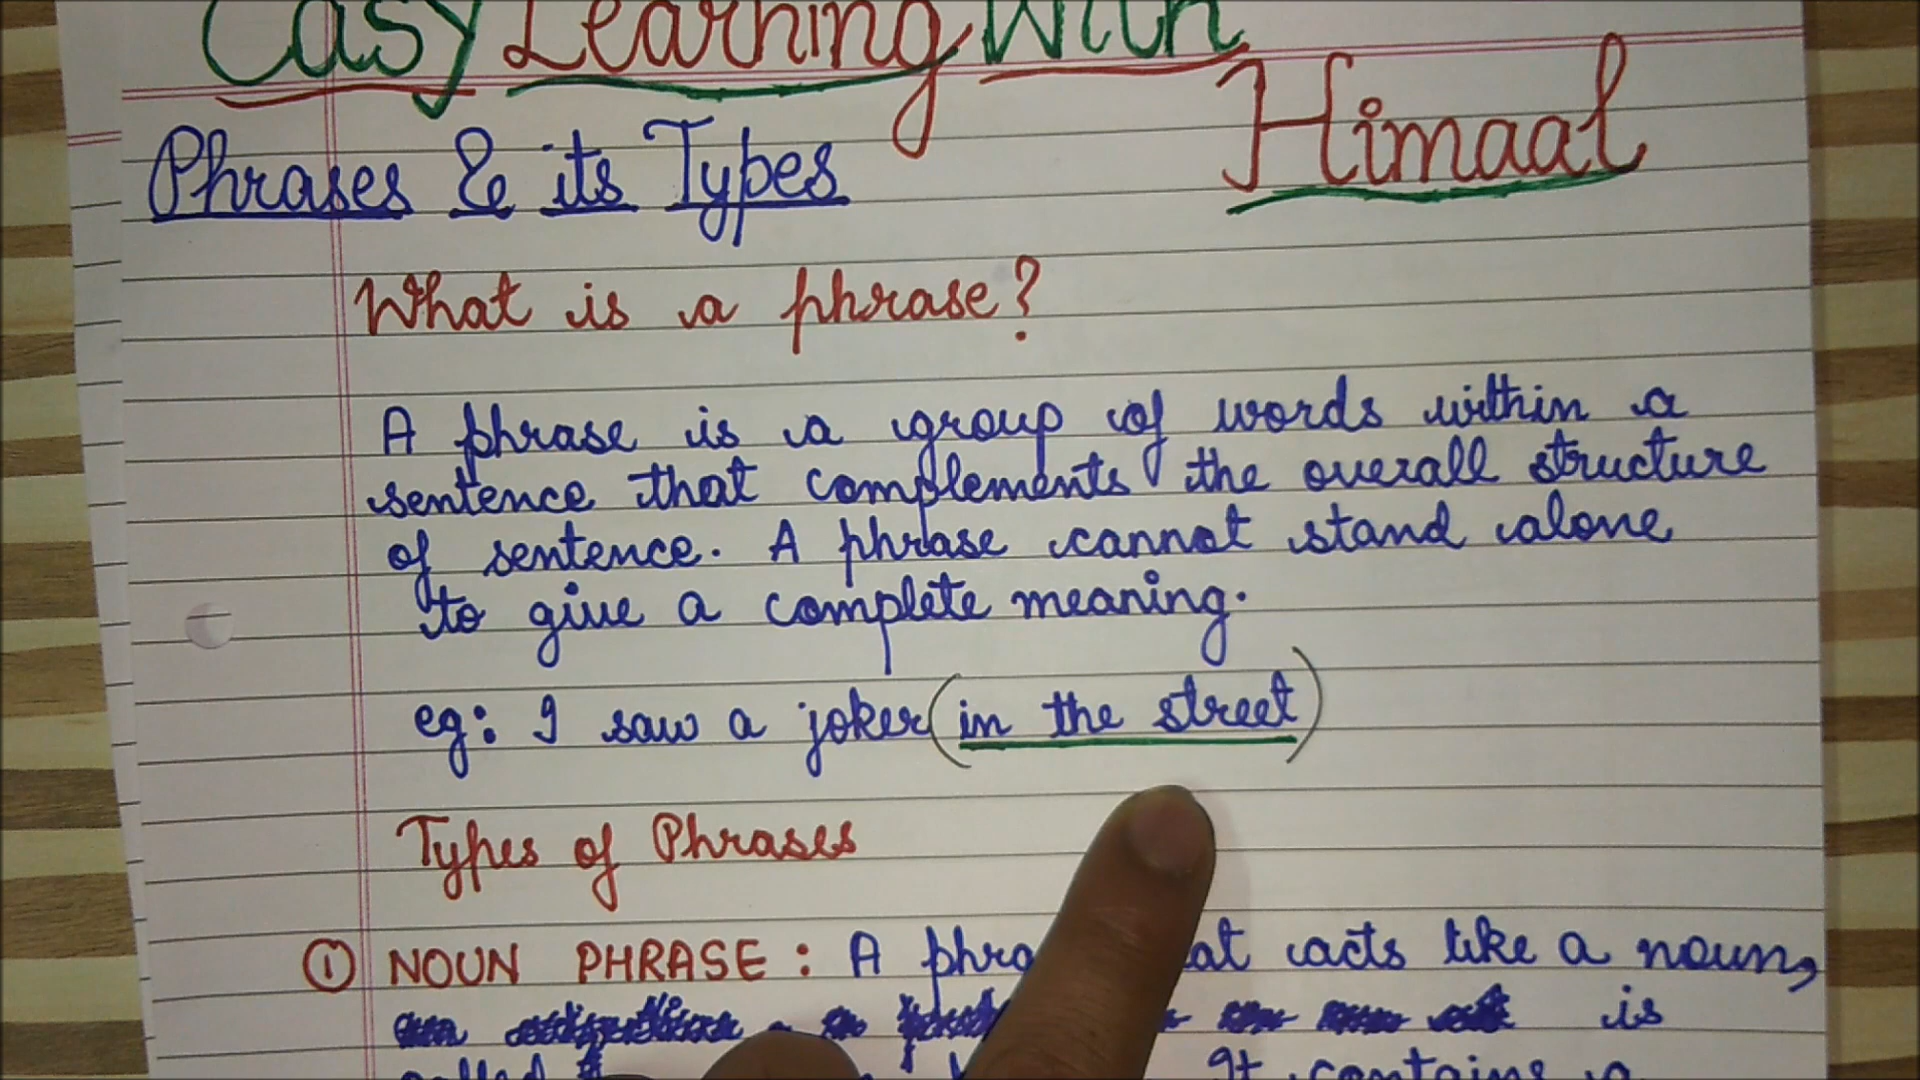 Easy Learning With
Himaal
Phrases & its Types
What is a phrase?
A phrase is a group of words within a
sentence that complements the overall structure
of sentence. A phrase cannot stand alone
to give a complete meaning.
eg: I saw a joker (in the street)
Types of Phrases
① NOUN PHRASE : A acts like a noun,
is
It contains a